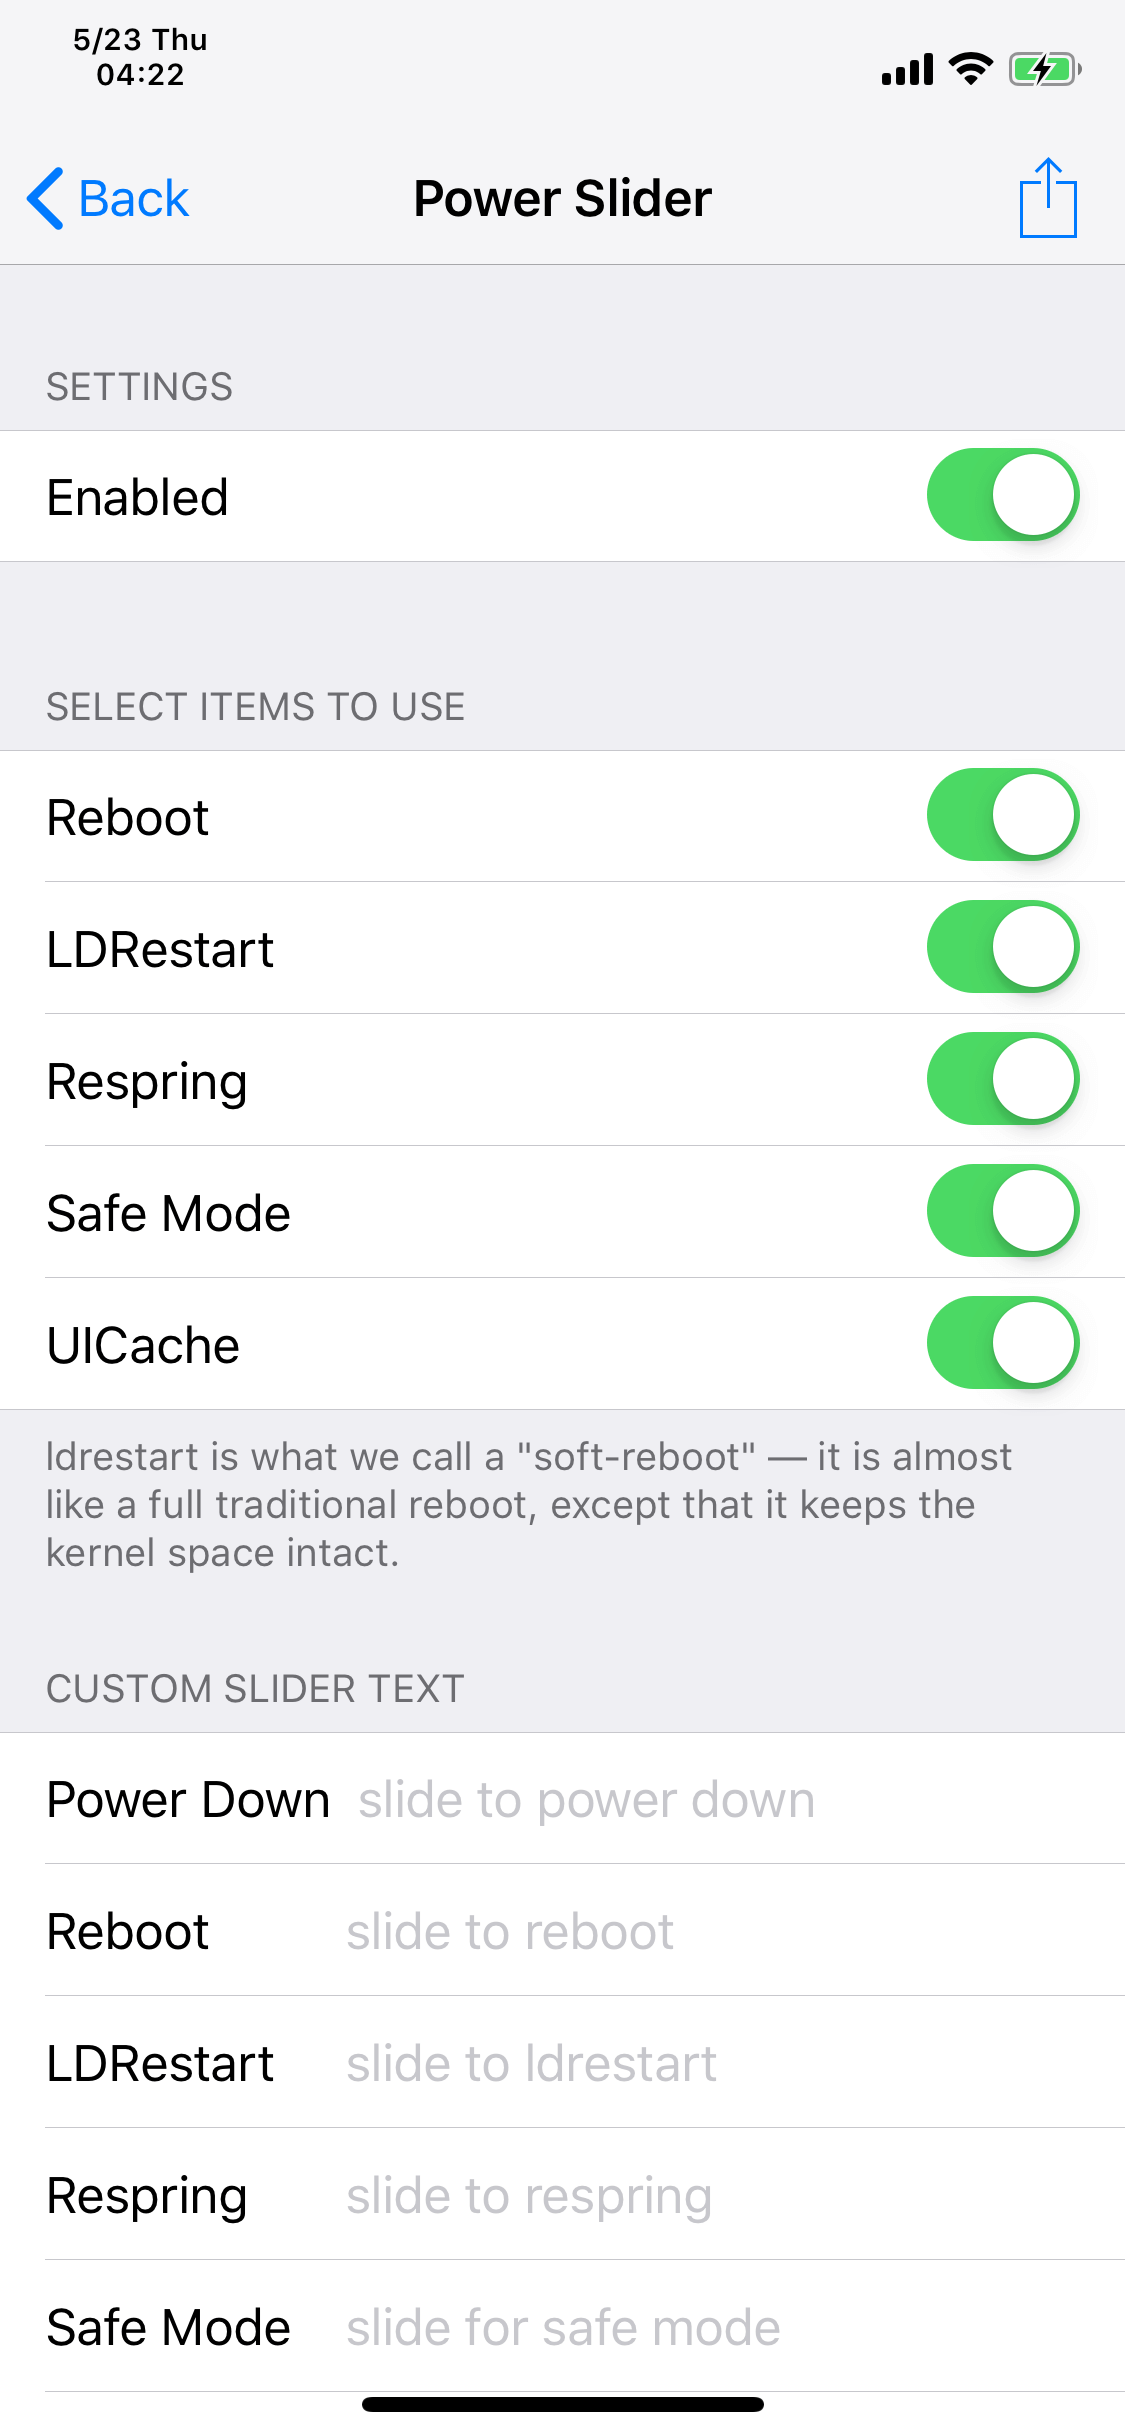 5/23 Thu
04:22
Back
Power Slider
SETTINGS
Enabled
SELECT ITEMS TO USE
Reboot
LDRestart
Respring
Safe Mode
UICache
ldrestart is what we call a "soft-reboot" — it is almost
like a full traditional reboot, except that it keeps the
kernel space intact.
CUSTOM SLIDER TEXT
Power Down slide to power down
Reboot slide to reboot
LDRestart slide to ldrestart
Respring slide to respring
Safe Mode slide for safe mode